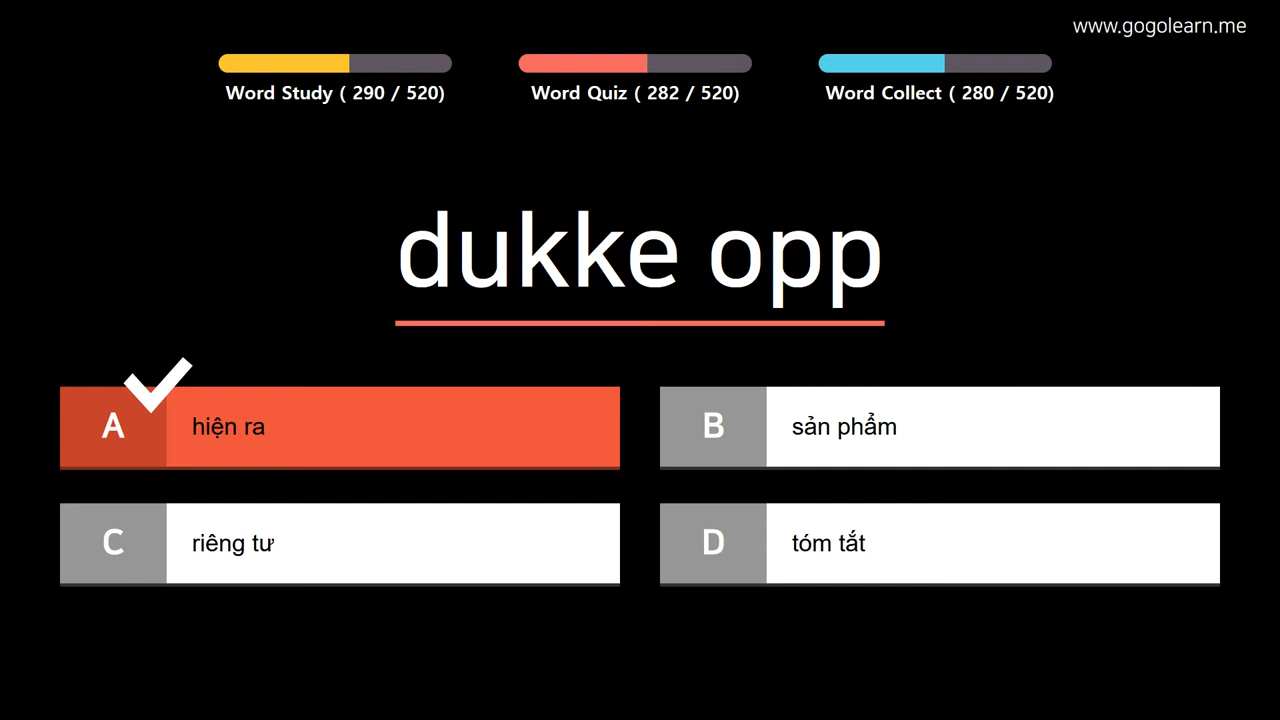 www.gogolearn.me
Word Study ( 290 / 520)
Word Quiz ( 282 / 520)
Word Collect ( 280 / 520)
dukke opp
A hiện ra
B sản phẩm
C riêng tư
D tóm tắt